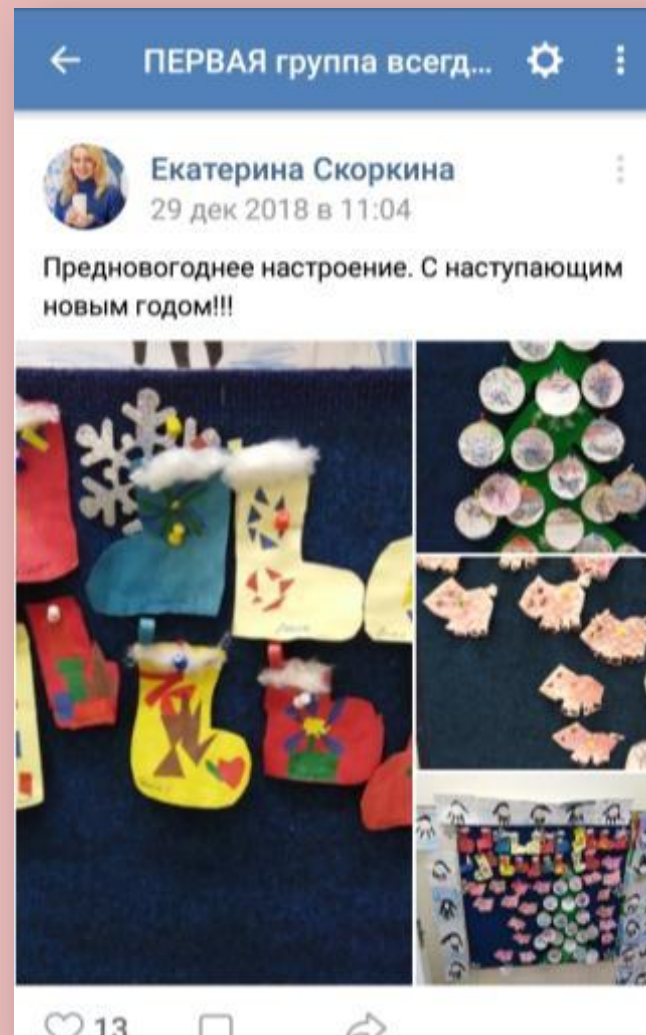 ПЕРВАЯ группа всегд...
Екатерина Скоркина
29 дек 2018 в 11:04
Предновогоднее настроение. С наступающим
новым годом!!!
13